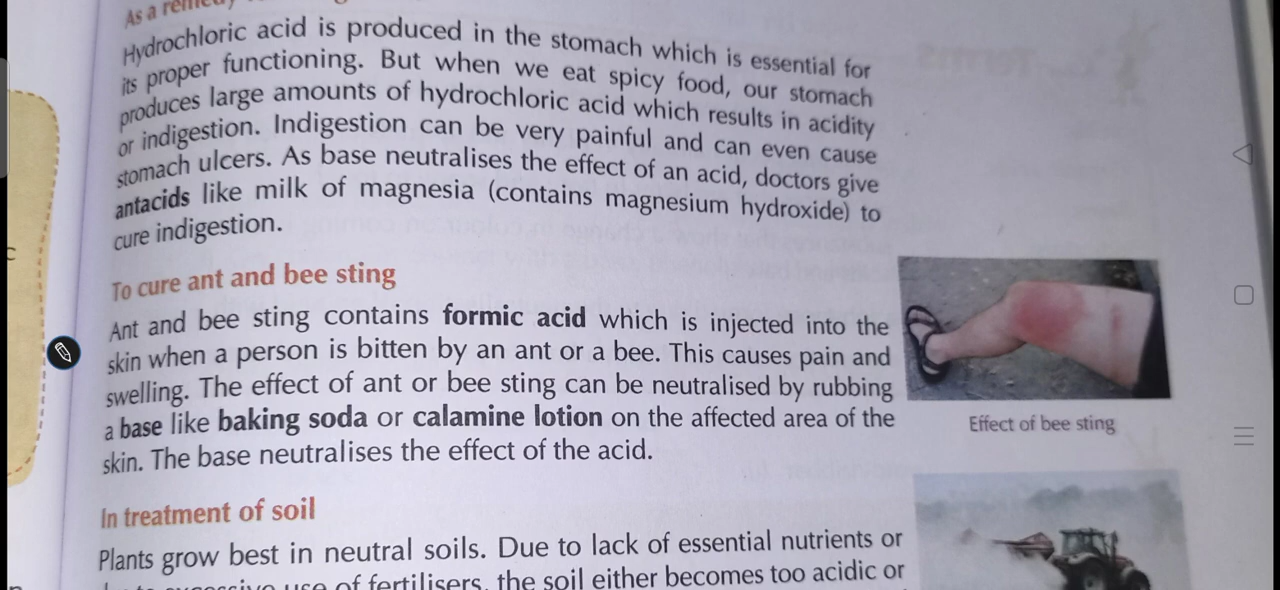 As a remedy
Hydrochloric acid is produced in the stomach which is essential for
its proper functioning. But when we eat spicy food, our stomach
produces large amounts of hydrochloric acid which results in acidity
or indigestion. Indigestion can be very painful and can even cause
stomach ulcers. As base neutralises the effect of an acid, doctors give
antacids like milk of magnesia (contains magnesium hydroxide) to
cure indigestion.
To cure ant and bee sting
Ant and bee sting contains formic acid which is injected into the
skin when a person is bitten by an ant or a bee. This causes pain and
swelling. The effect of ant or bee sting can be neutralised by rubbing
a base like baking soda or calamine lotion on the affected area of the
skin. The base neutralises the effect of the acid.
Effect of bee sting
In treatment of soil
Plants grow best in neutral soils. Due to lack of essential nutrients or
excessive use of fertilisers, the soil either becomes too acidic or